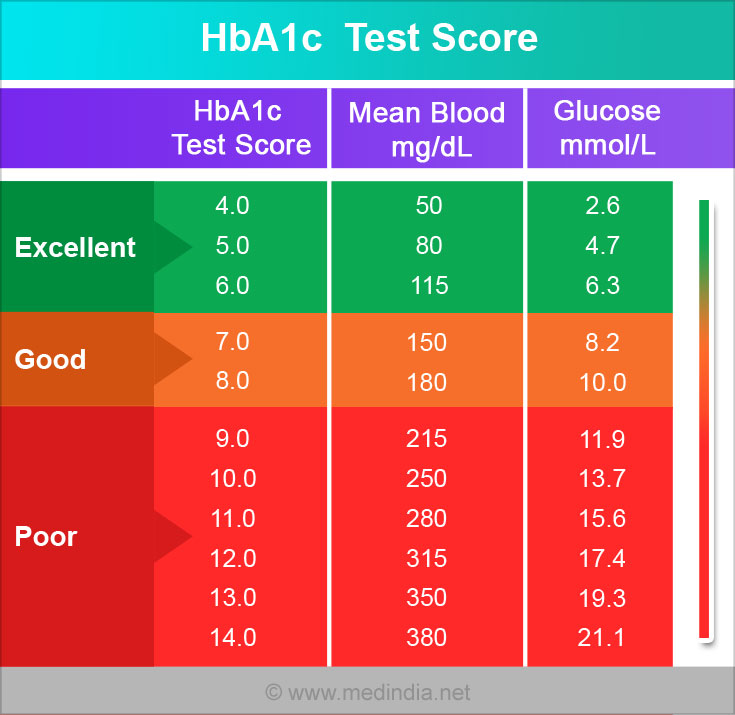 HbA1c Test Score
HbA1c Test Score Mean Blood mg/dL Glucose mmol/L
Excellent
4.0 50 2.6
5.0 80 4.7
6.0 115 6.3
Good
7.0 150 8.2
8.0 180 10.0
Poor
9.0 215 11.9
10.0 250 13.7
11.0 280 15.6
12.0 315 17.4
13.0 350 19.3
14.0 380 21.1
© www.medindia.net